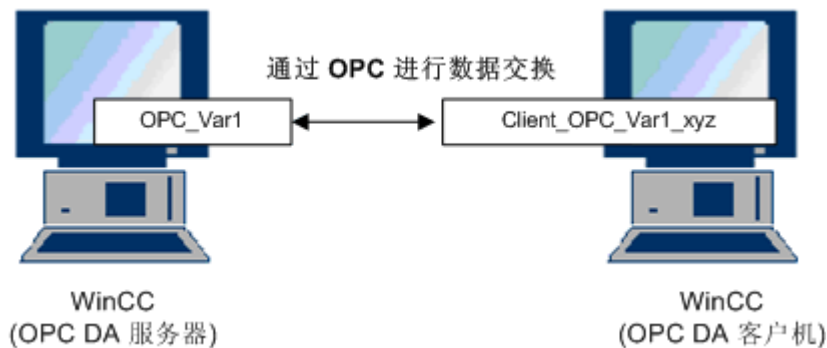 通过 OPC 进行数据交换
OPC_Var1
Client_OPC_Var1_xyz
WinCC
(OPC DA 服务器)
WinCC
(OPC DA 客户机)